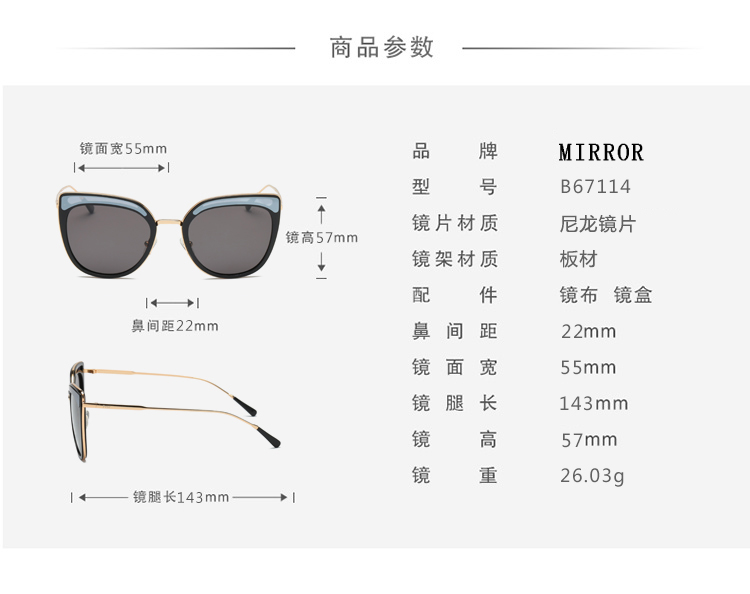 商品参数
镜面宽55mm
镜高57mm
鼻间距22mm
镜腿长143mm
品牌 MIRROR
型号 B67114
镜片材质 尼龙镜片
镜架材质 板材
配件 镜布 镜盒
鼻间距 22mm
镜面宽 55mm
镜腿长 143mm
镜高 57mm
镜重 26.03g